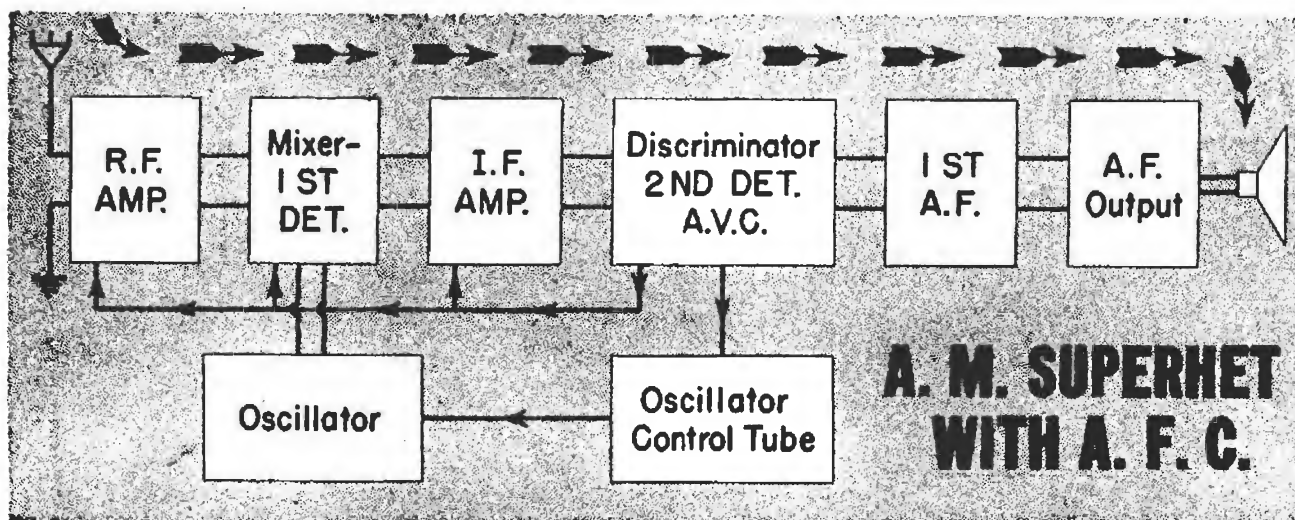 R.F.
AMP.
Mixer-
1 ST
DET.
I.F.
AMP.
Discriminator
2ND DET.
A.V.C.
1 ST
A.F.
A.F.
Output
Oscillator
Oscillator
Control Tube
A. M. SUPERHET
WITH A. F. C.